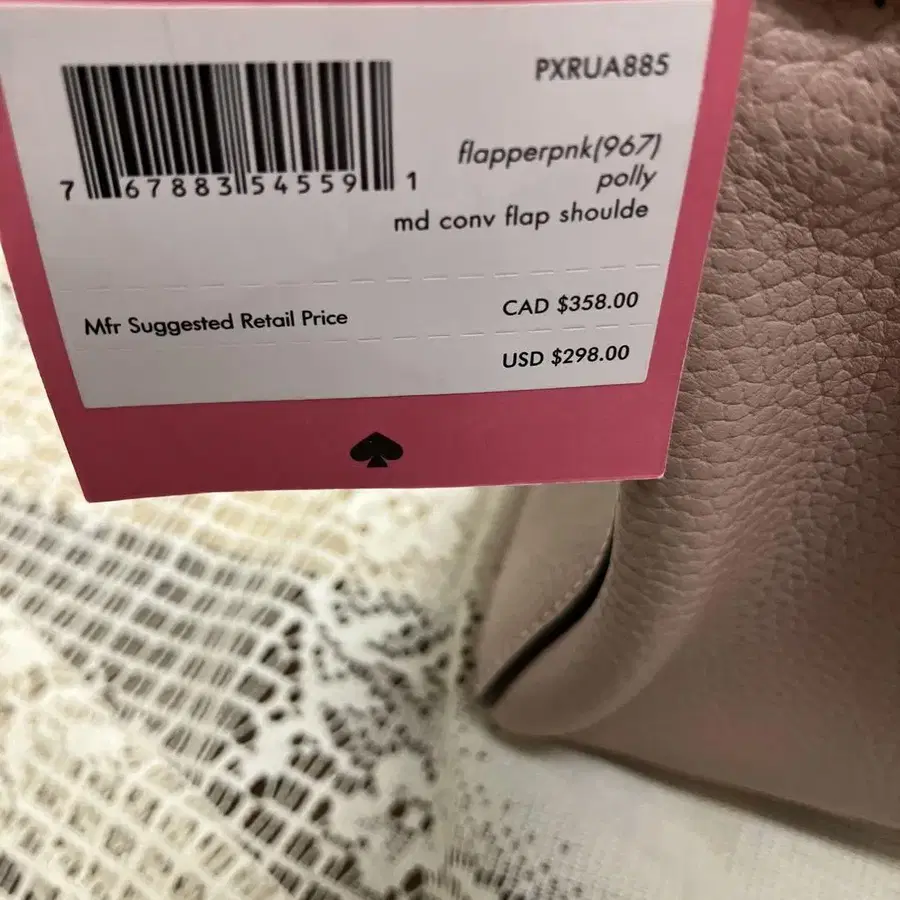 PXRUA885
7 67883 54559 1
flapperpnk(967)
polly
md conv flap shoulde
Mfr Suggested Retail Price
CAD $358.00
USD $298.00